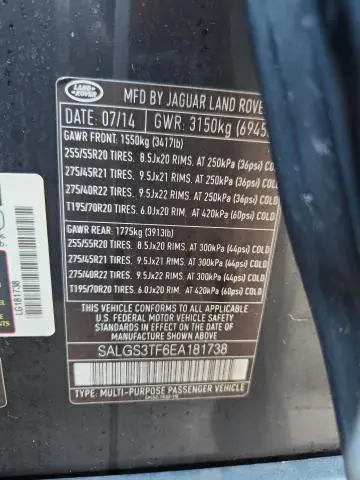 LAND
ROVER
MFD BY JAGUAR LAND ROVE
DATE: 07/14 GWR: 3150kg (6945
GAWR FRONT: 1550kg (3417lb)
255/55R20 TIRES. 8.5Jx20 RIMS. AT 250kPa (36psi) COLD
275/45R21 TIRES. 9.5Jx21 RIMS. AT 250kPa (36psi) COLD
275/40R22 TIRES. 9.5Jx22 RIMS. AT 250kPa (36psi) COLD
T195/70R20 TIRES. 6.0Jx20 RIM. AT 420kPa (60psi) COLD
GAWR REAR: 1775kg (3913lb)
255/55R20 TIRES. 8.5Jx20 RIMS. AT 300kPa (44psi) COLD
275/45R21 TIRES. 9.5Jx21 RIMS. AT 300kPa (44psi) COLD
275/40R22 TIRES. 9.5Jx22 RIMS. AT 300kPa (44psi) COLD
T195/70R20 TIRES. 6.0Jx20 RIM. AT 420kPa (60psi) COLD
THIS VEHICLE CONFORMS TO ALL APPLICABLE
U.S. FEDERAL MOTOR VEHICLE SAFETY STANDARDS
IN EFFECT ON THE
DATE OF MANUFACTURE SHOWN ABOVE
SALGS3TF6EA181738
TYPE: MULTI-PURPOSE PASSENGER VEHICLE
LG181738